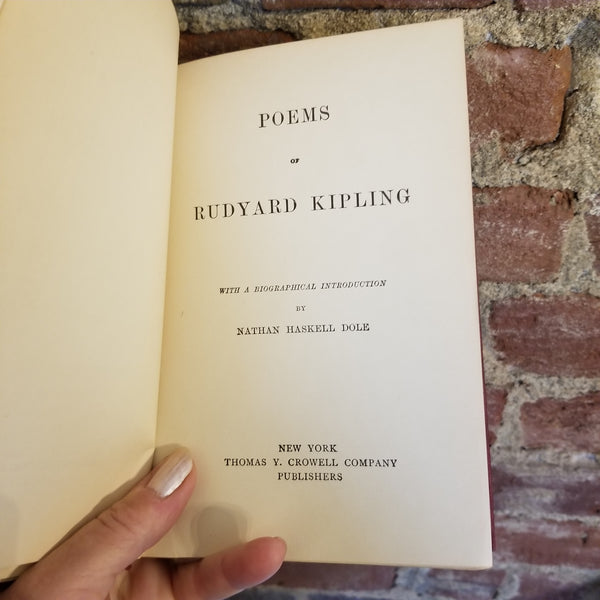 POEMS
OF
RUDYARD KIPLING
WITH A BIOGRAPHICAL INTRODUCTION
BY
NATHAN HASKELL DOLE
NEW YORK
THOMAS Y. CROWELL COMPANY
PUBLISHERS